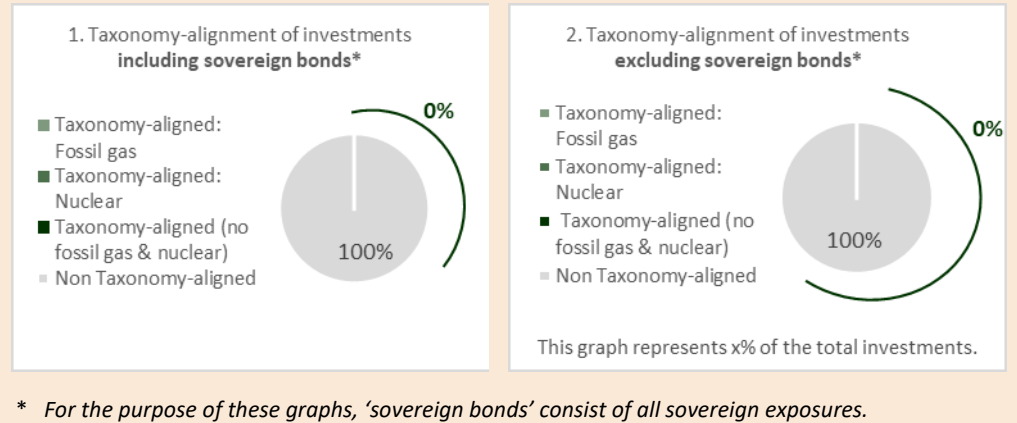 1. Taxonomy-alignment of investments
including sovereign bonds*
Taxonomy-aligned:
Fossil gas
Taxonomy-aligned:
Nuclear
Taxonomy-aligned (no
fossil gas & nuclear)
Non Taxonomy-aligned
0%
100%
2. Taxonomy-alignment of investments
excluding sovereign bonds*
Taxonomy-aligned:
Fossil gas
Taxonomy-aligned:
Nuclear
Taxonomy-aligned (no
fossil gas & nuclear)
Non Taxonomy-aligned
0%
100%
This graph represents x% of the total investments.
* For the purpose of these graphs, ‘sovereign bonds’ consist of all sovereign exposures.